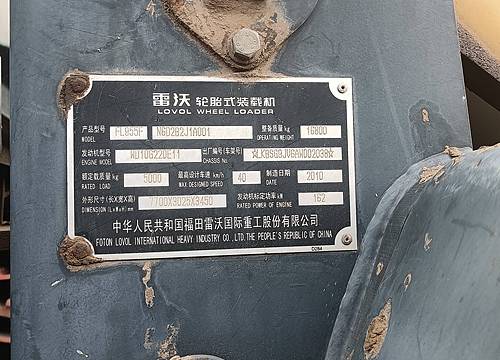 雷沃 轮胎式装载机
LOVOL WHEEL LOADER
产品型号 FL955F N6D2B2J1A001 整备质量 kg 16800
MODEL OPERATING WEIGHT
发动机型号 WD10G220E11 出厂编号(车架号)
ENGINE MODEL CHASSIS No
额定载重量 kg 5000 最高设计车速 km/h 40 制造日期 2010
RATED LOAD MAX DESIGNED SPEED DATE
外形尺寸(长X宽X高) 7700X3025X3450 发动机标定功率 kW 162
DIMENSION (LXWXH) RATED POWER OF ENGINE
中华人民共和国福田雷沃国际重工股份有限公司
FOTON LOVOL INTERNATIONAL HEAVY INDUSTRY CO.,LTD.THE PEOPLE'S REPUBLIC OF CHINA